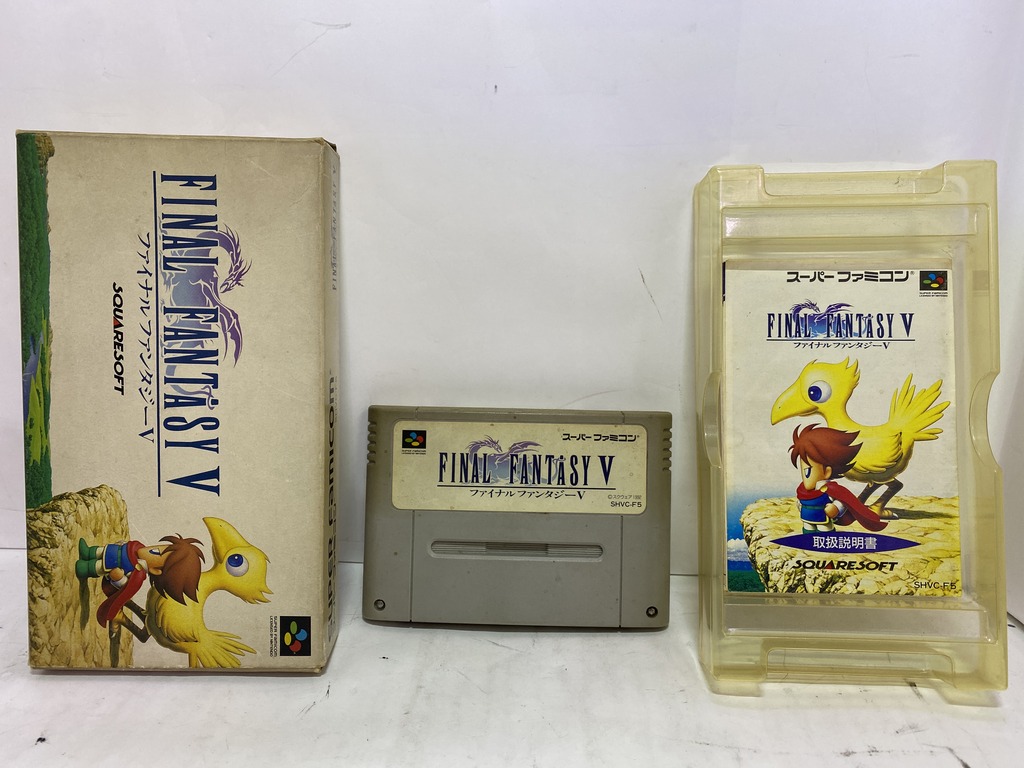 FINAL FANTASY V
ファイナルファンタジーV
SQUARESOFT
SUPER FAMICOM
スーパーファミコン
FINAL FANTASY V
ファイナルファンタジーV
SHVC-F5
スーパーファミコン
FINAL FANTASY V
ファイナルファンタジーV
取扱説明書
SQUARESOFT
SHVC-F5